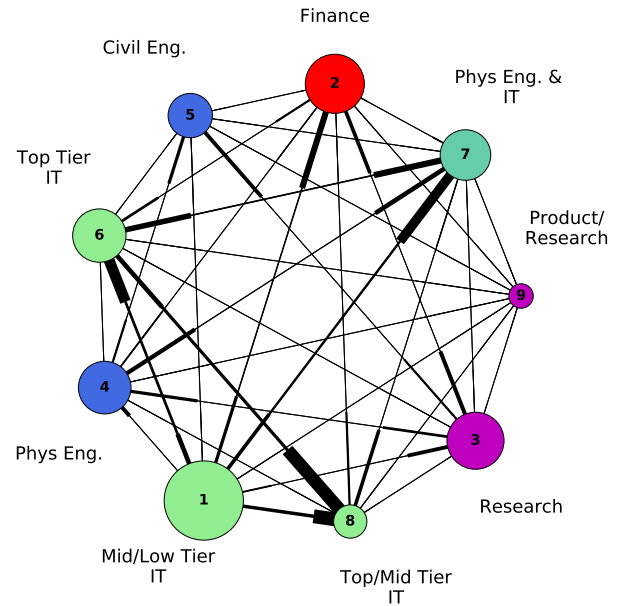 Finance
Civil Eng.
2
Phys Eng. &
IT
5
7
Top Tier
IT
Product/
Research
6
9
4
3
Phys Eng.
1
8
Research
Mid/Low Tier
IT
Top/Mid Tier
IT